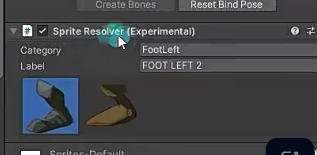 Create Bones Reset Bind Pose
Sprite Resolver (Experimental)
Category FootLeft
Label FOOT LEFT 2
Sprites-Default